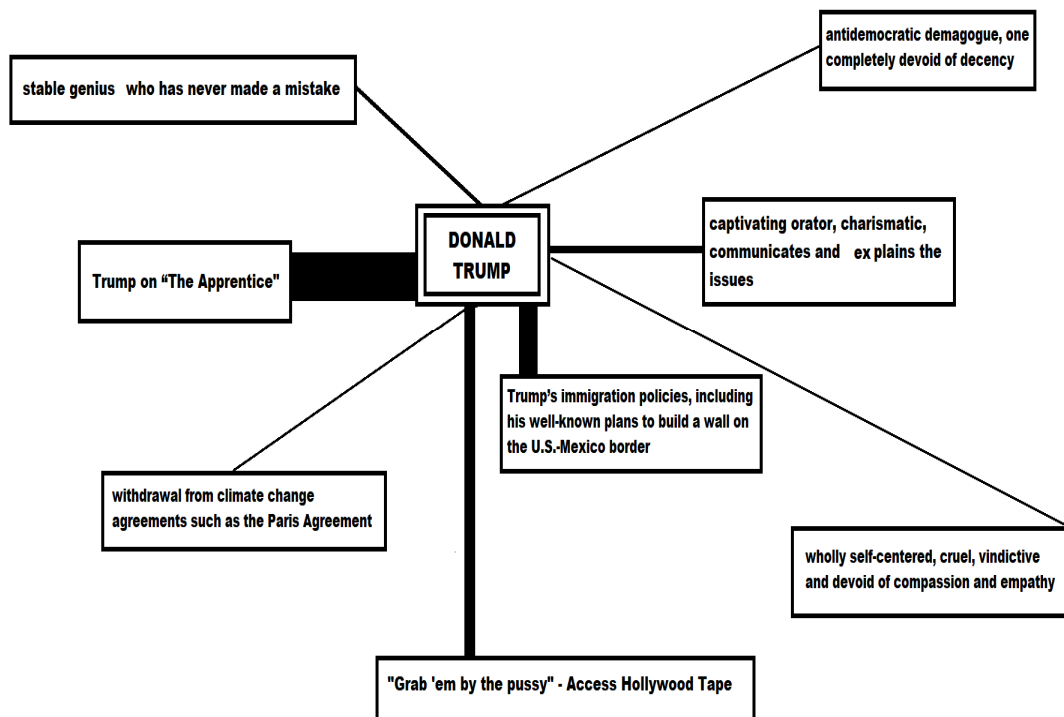 antidemocratic demagogue, one
completely devoid of decency
stable genius who has never made a mistake
DONALD
TRUMP
captivating orator, charismatic,
communicates and ex plains the
issues
Trump on “The Apprentice"
Trump's immigration policies, including
his well-known plans to build a wall on
the U.S.-Mexico border
withdrawal from climate change
agreements such as the Paris Agreement
wholly self-centered, cruel, vindictive
and devoid of compassion and empathy
"Grab 'em by the pussy" - Access Hollywood Tape